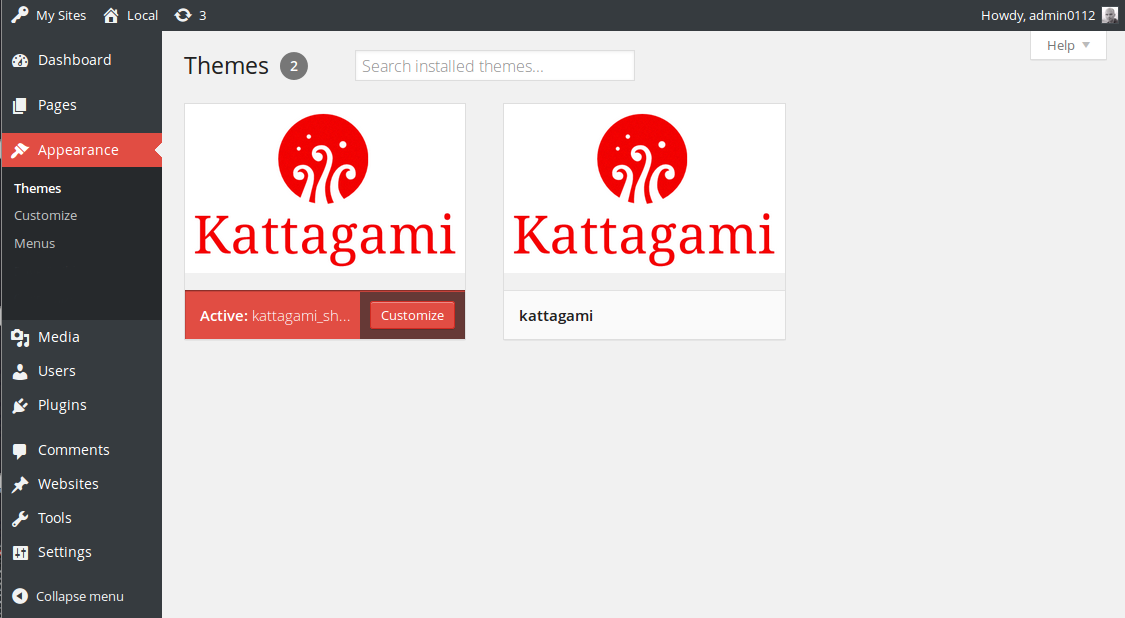 My Sites Local 3 Howdy, admin0112
Help
Dashboard
Pages
Appearance
Themes
Customize
Menus
Media
Users
Plugins
Comments
Websites
Tools
Settings
Collapse menu
Themes 2 Search installed themes...
Kattagami
Active: kattagami_sh... Customize
Kattagami
kattagami